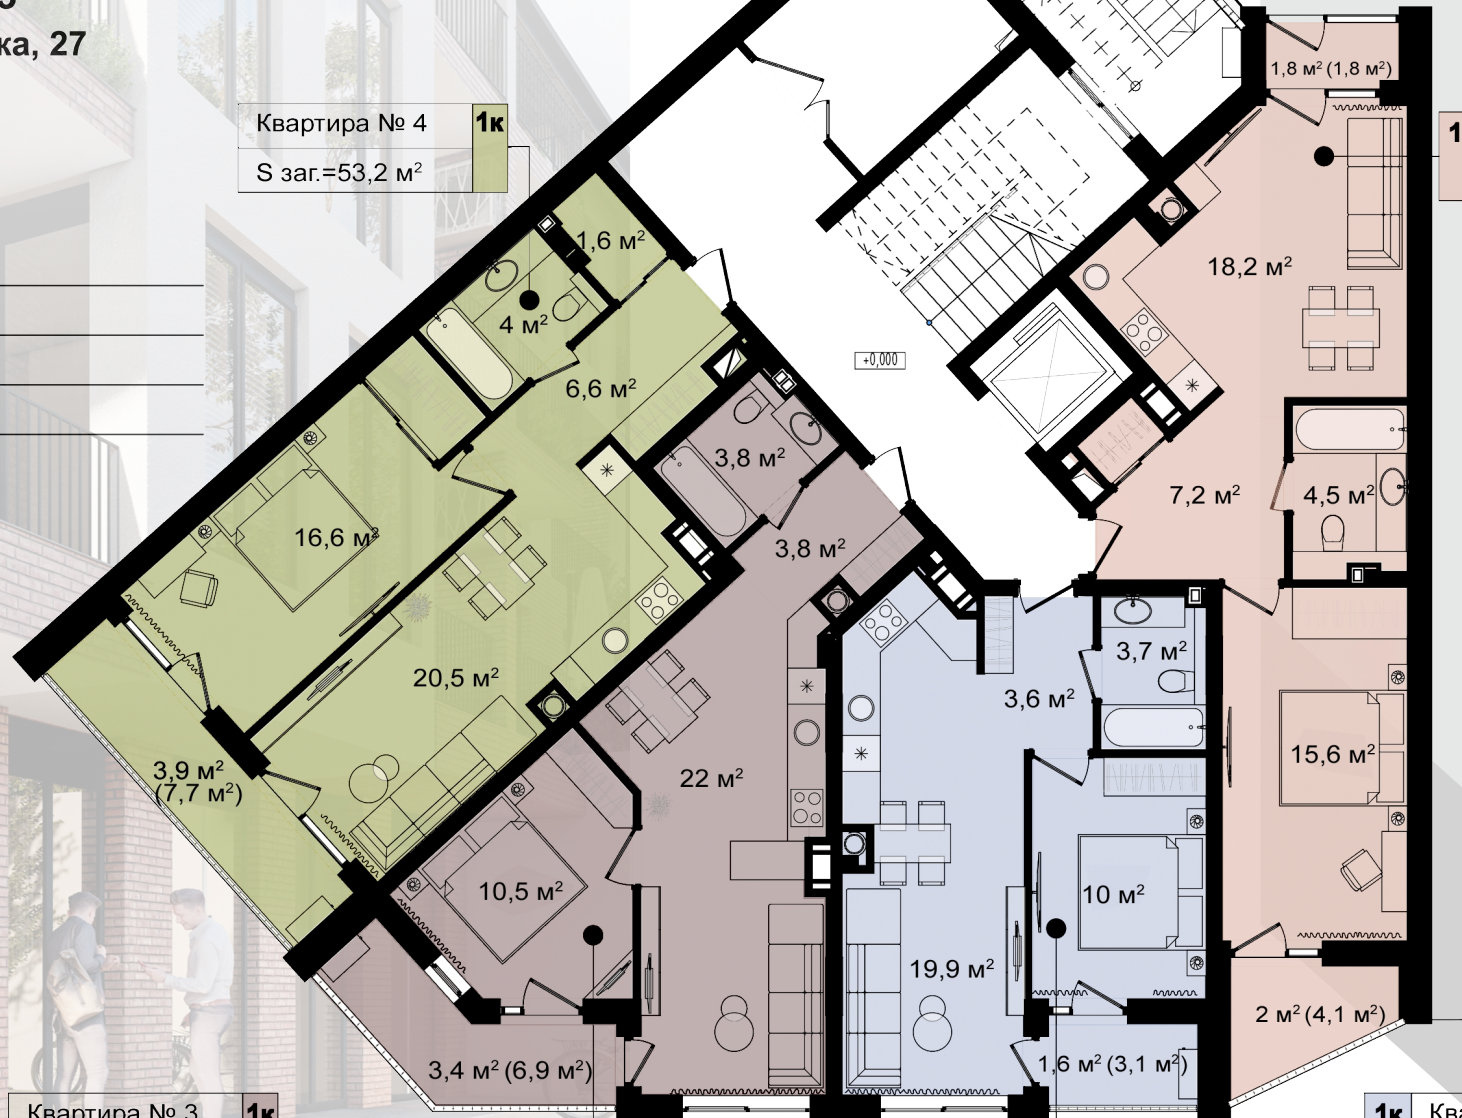 ка, 27
Квартира № 4
1к
S заг.=53,2 м²
1,8 м² (1,8 м²)
1
1,6 м²
18,2 м²
4 м²
+0,000
6,6 м²
3,8 м²
7,2 м²
4,5 м²
16,6 м²
3,8 м²
20,5 м²
3,7 м²
3,6 м²
3,9 м²
(7,7 м²)
22 м²
15,6 м²
10,5 м²
10 м²
19,9 м²
2 м² (4,1 м²)
3,4 м² (6,9 м²)
1,6 м² (3,1 м²)
Квартира № 3
1к
1к